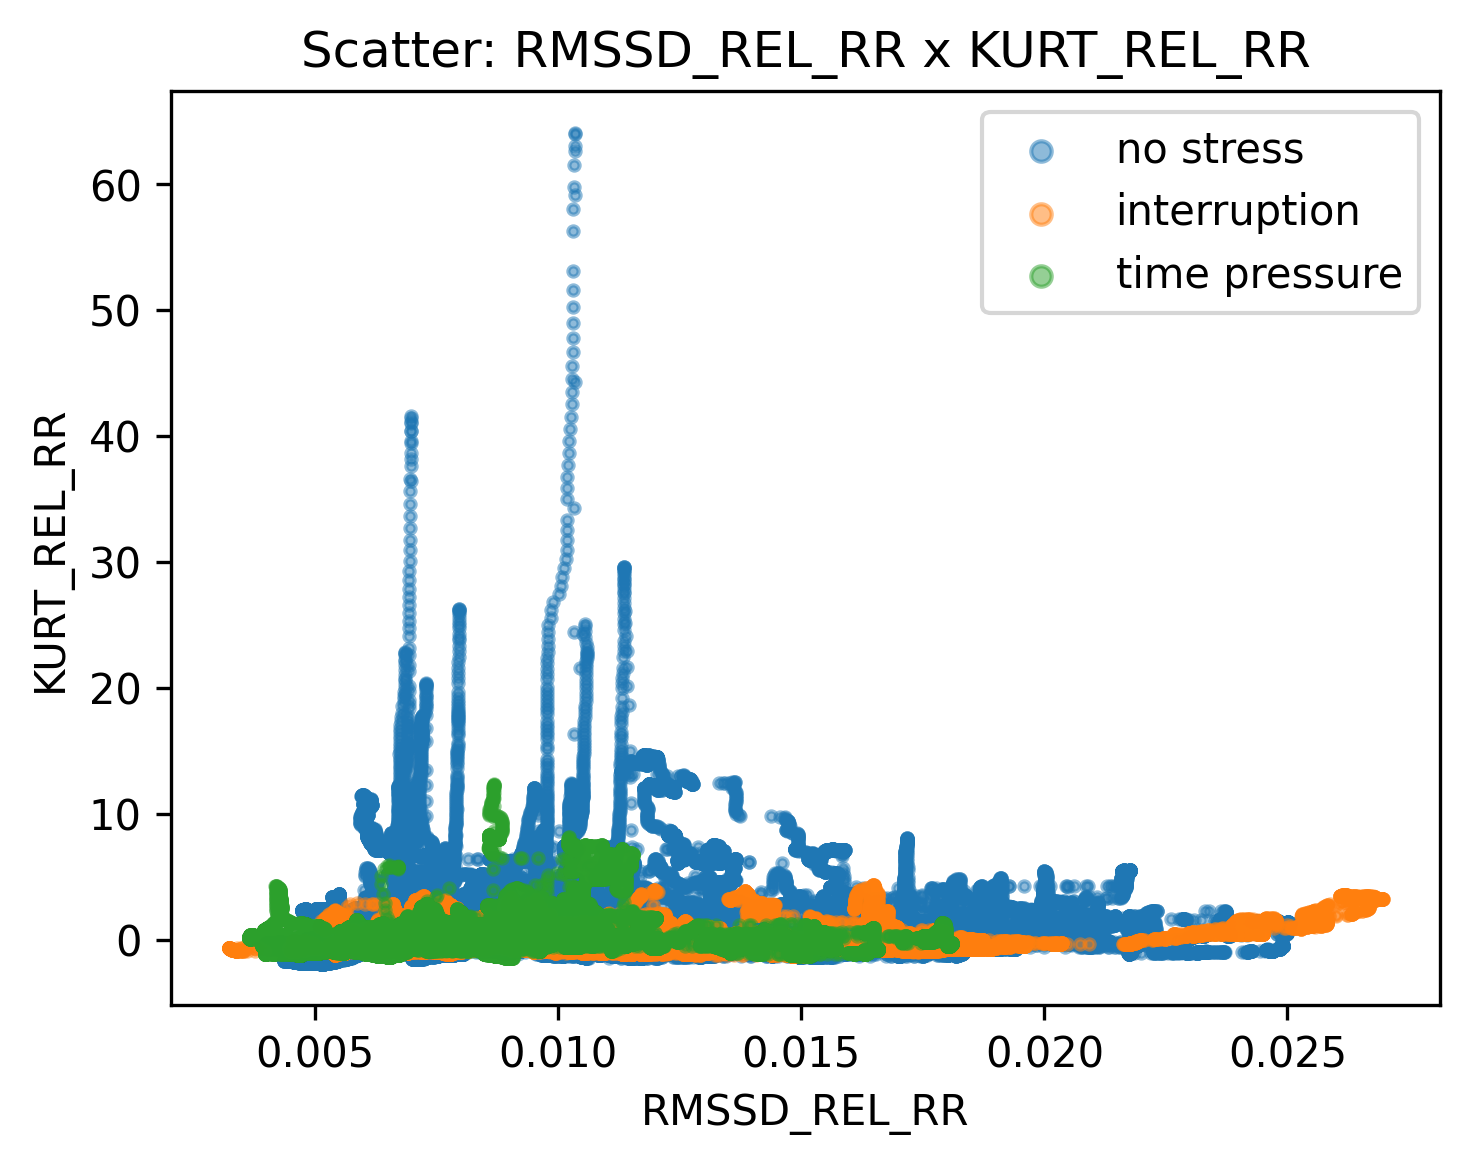 Scatter: RMSSD_REL_RR x KURT_REL_RR
no stress
interruption
time pressure
KURT_REL_RR
60
50
40
30
20
10
0
0.005 0.010 0.015 0.020 0.025
RMSSD_REL_RR